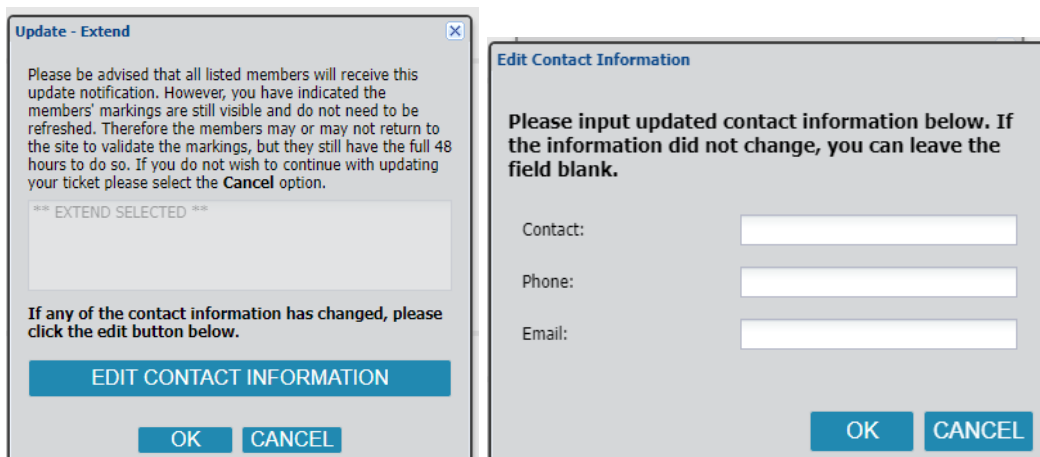 Update - Extend
Please be advised that all listed members will receive this
update notification. However, you have indicated the
members' markings are still visible and do not need to be
refreshed. Therefore the members may or may not return to
the site to validate the markings, but they still have the full 48
hours to do so. If you do not wish to continue with updating
your ticket please select the Cancel option.
** EXTEND SELECTED **
If any of the contact information has changed, please
click the edit button below.
EDIT CONTACT INFORMATION
OK CANCEL
Edit Contact Information
Please input updated contact information below. If
the information did not change, you can leave the
field blank.
Contact:
Phone:
Email:
OK CANCEL